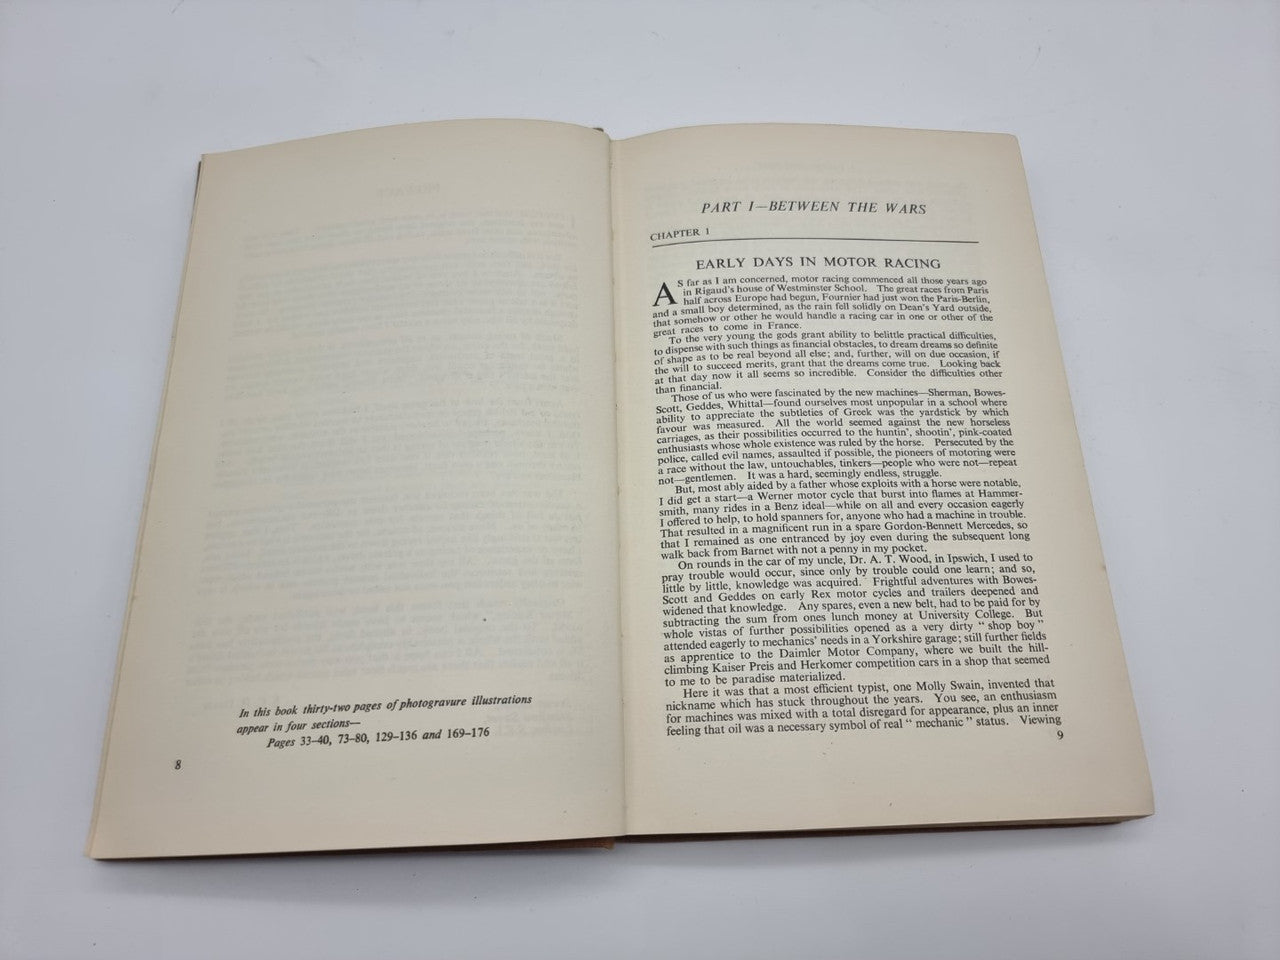 In this book thirty-two pages of photogravure illustrations
appear in four sections—
Pages 33–40, 73–80, 129–136 and 169–176
8
PART I—BETWEEN THE WARS
CHAPTER 1
EARLY DAYS IN MOTOR RACING
AS far as I am concerned, motor racing commenced all those years ago
in Rigaud's house of Westminster School. The great races from Paris
half across Europe had begun, Fournier had just won the Paris-Berlin,
and a small boy determined, as the rain fell solidly on Dean's Yard outside,
that somehow or other he would handle a racing car in one or other of the
great races to come in France.
To the very young the gods grant ability to belittle practical difficulties,
to dispense with such things as financial obstacles, to dream dreams so definite
of shape as to be real beyond all else; and, further, will on due occasion, if
the will to succeed merits, grant that the dreams come true. Looking back
at that day now it all seems so incredible. Consider the difficulties other
than financial.
Those of us who were fascinated by the new machines—Sherman, Bowes-
Scott, Geddes, Whittal—found ourselves most unpopular in a school where
ability to appreciate the subtleties of Greek was the yardstick by which
favour was measured. All the world seemed against the new horseless
carriages, as their possibilities occurred to the huntin', shootin', pink-coated
enthusiasts whose whole existence was ruled by the horse. Persecuted by the
police, called evil names, assaulted if possible, the pioneers of motoring were
a race without the law, untouchables, tinkers—people who were not—repeat
not—gentlemen. It was a hard, seemingly endless, struggle.
But, most ably aided by a father whose exploits with a horse were notable,
I did get a start—a Werner motor cycle that burst into flames at Hammer-
smith, many rides in a Benz ideal—while on all and every occasion eagerly
I offered to help, to hold spanners for, anyone who had a machine in trouble.
That resulted in a magnificent run in a spare Gordon-Bennett Mercedes, so
that I remained as one entranced by joy even during the subsequent long
walk back from Barnet with not a penny in my pocket.
On rounds in the car of my uncle, Dr. A. T. Wood, in Ipswich, I used to
pray trouble would occur, since only by trouble could one learn; and so,
little by little, knowledge was acquired. Frightful adventures with Bowes-
Scott and Geddes on early Rex motor cycles and trailers deepened and
widened that knowledge. Any spares, even a new belt, had to be paid for by
subtracting the sum from ones lunch money at University College. But
whole vistas of further possibilities opened as a very dirty "shop boy"
attended eagerly to mechanics' needs in a Yorkshire garage; still further fields
as apprentice to the Daimler Motor Company, where we built the hill-
climbing Kaiser Preis and Herkomer competition cars in a shop that seemed
to me to be paradise materialized.
Here it was that a most efficient typist, one Molly Swain, invented that
nickname which has stuck throughout the years. You see, an enthusiasm
for machines was mixed with a total disregard for appearance, plus an inner
feeling that oil was a necessary symbol of real "mechanic" status. Viewing
9